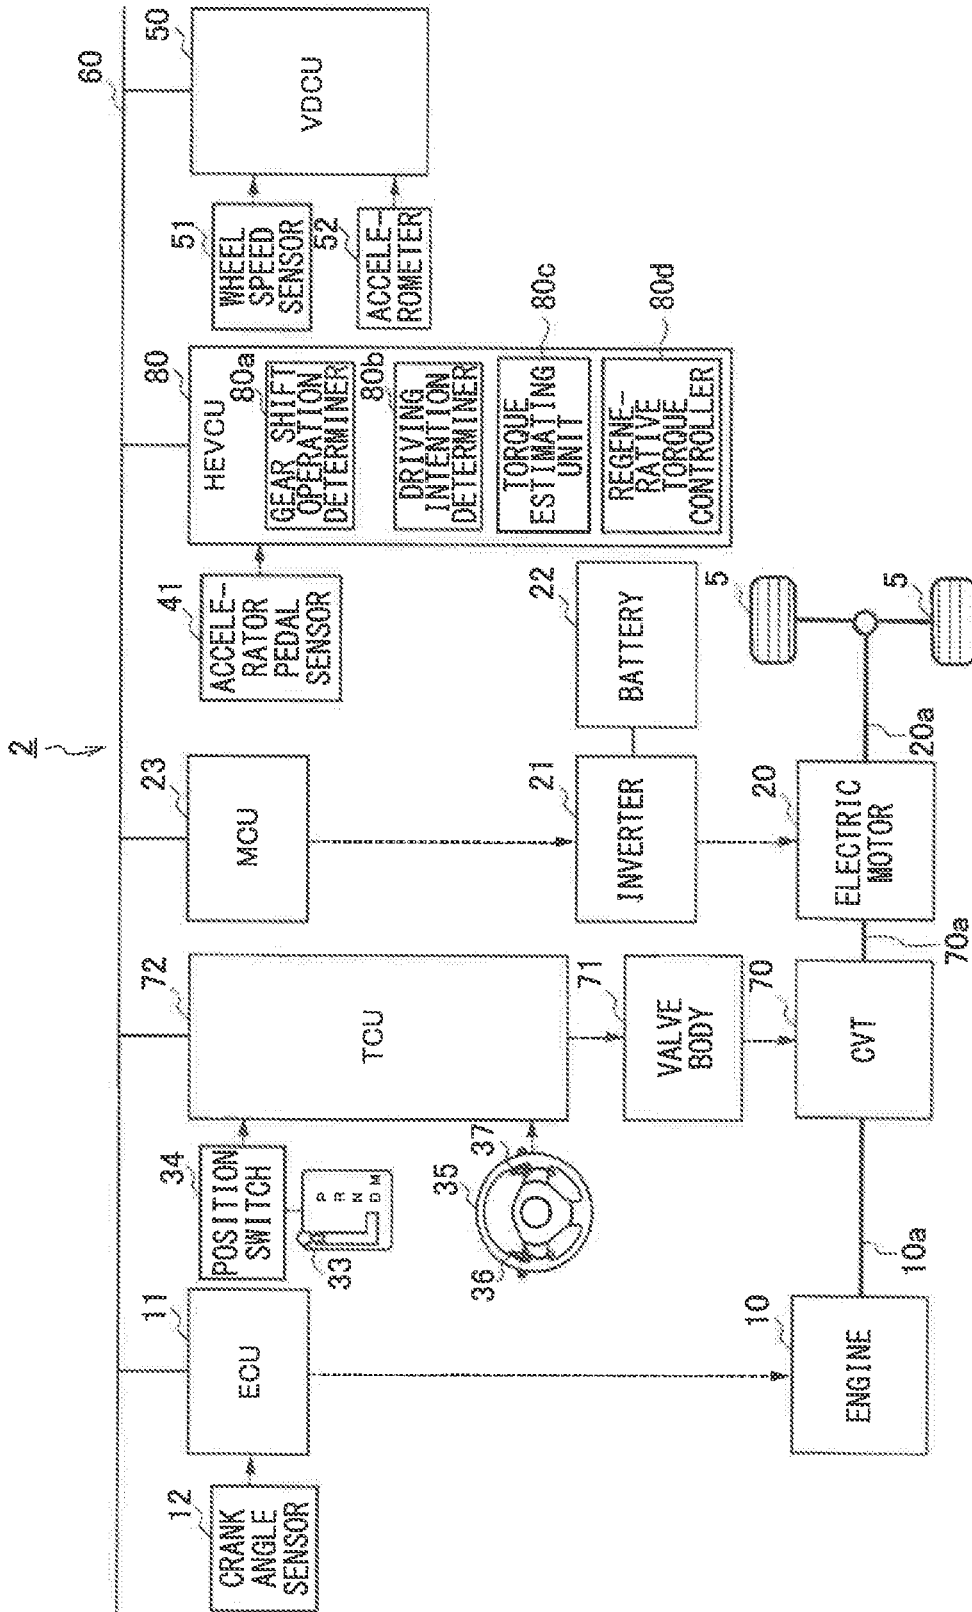 2
60
12
CRANK
ANGLE
SENSOR
11
ECU
34
POSITION
SWITCH
33
P
R
N
D M
35
36
37
72
TCU
71
VALVE
BODY
70
CVT
70a
10
ENGINE
10a
23
MCU
21
INVERTER
22
BATTERY
20
ELECTRIC
MOTOR
20a
5
5
41
ACCELE-
RATOR
PEDAL
SENSOR
80
HEVCU
80a
GEAR SHIFT
OPERATION
DETERMINER
80b
DRIVING
INTENTION
DETERMINER
80c
TORQUE
ESTIMATING
UNIT
80d
REGENE-
RATIVE
TORQUE
CONTROLLER
51
WHEEL
SPEED
SENSOR
52
ACCELE-
ROMETER
50
VDCU